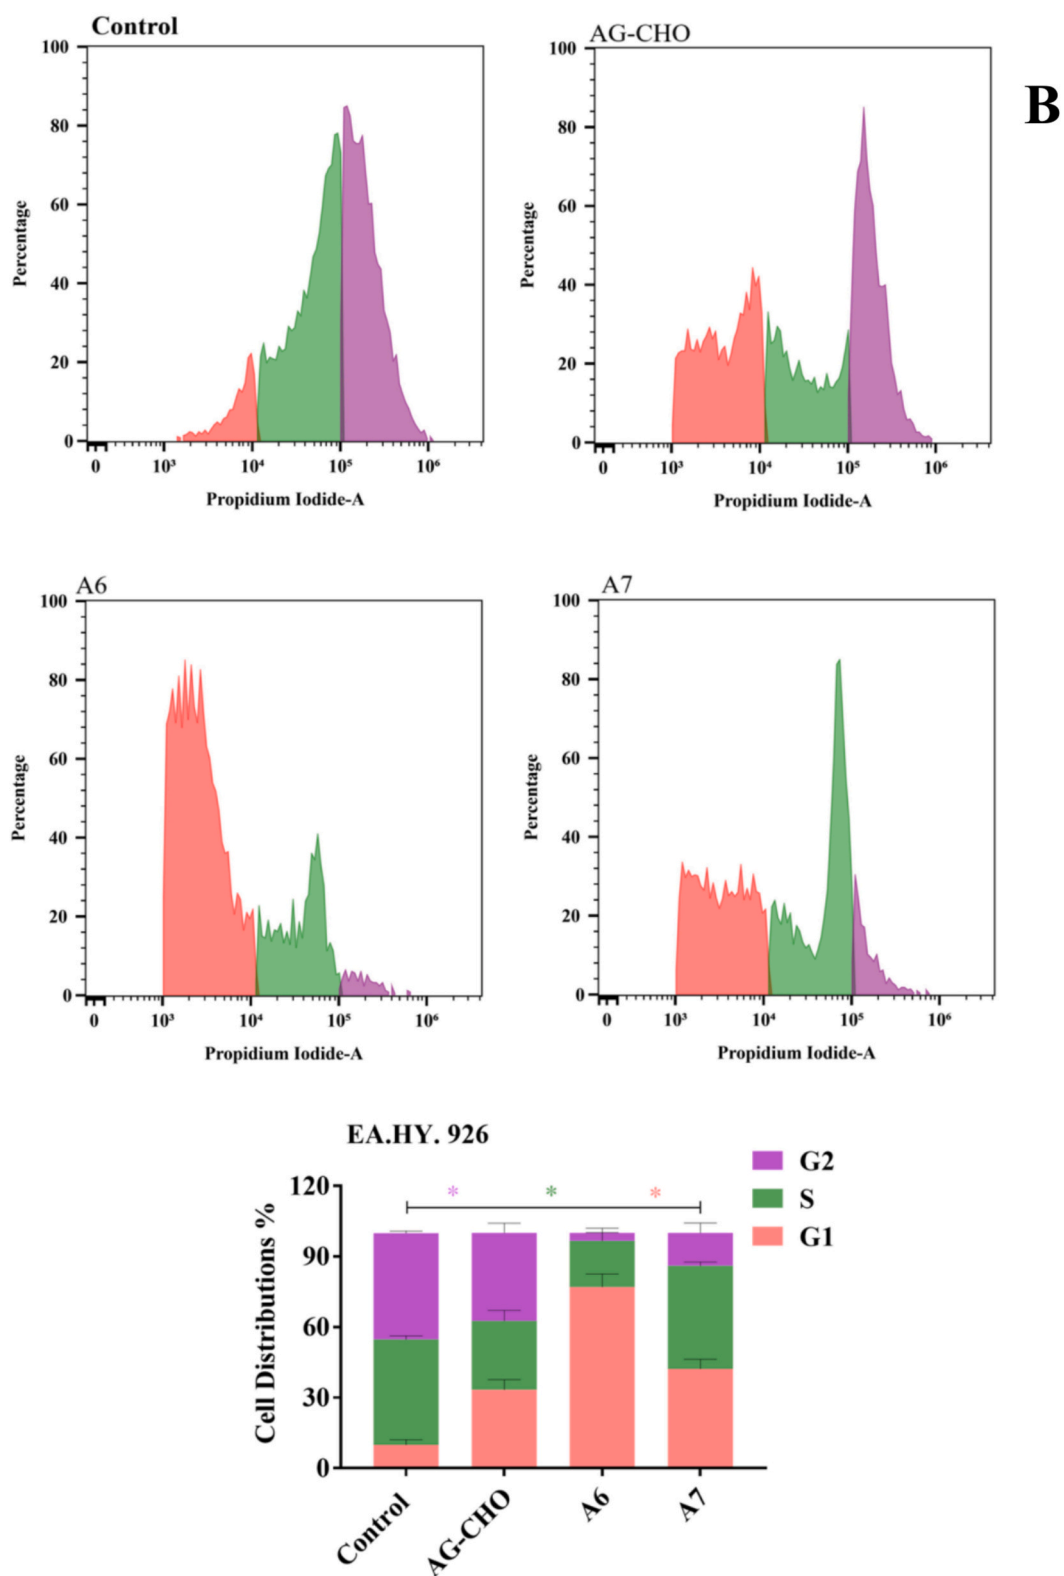 Control
AG-CHO
B
100
80
60
40
20
0
Percentage
0 10³ 10⁴ 10⁵ 10⁶
Propidium Iodide-A
100
80
60
40
20
0
Percentage
0 10³ 10⁴ 10⁵ 10⁶
Propidium Iodide-A
A6
A7
100
80
60
40
20
0
Percentage
0 10³ 10⁴ 10⁵ 10⁶
Propidium Iodide-A
100
80
60
40
20
0
Percentage
0 10³ 10⁴ 10⁵ 10⁶
Propidium Iodide-A
EA.HY. 926
G2
S
G1
120
90
60
30
0
Cell Distributions %
* * *
Control
AG-CHO
A6
A7